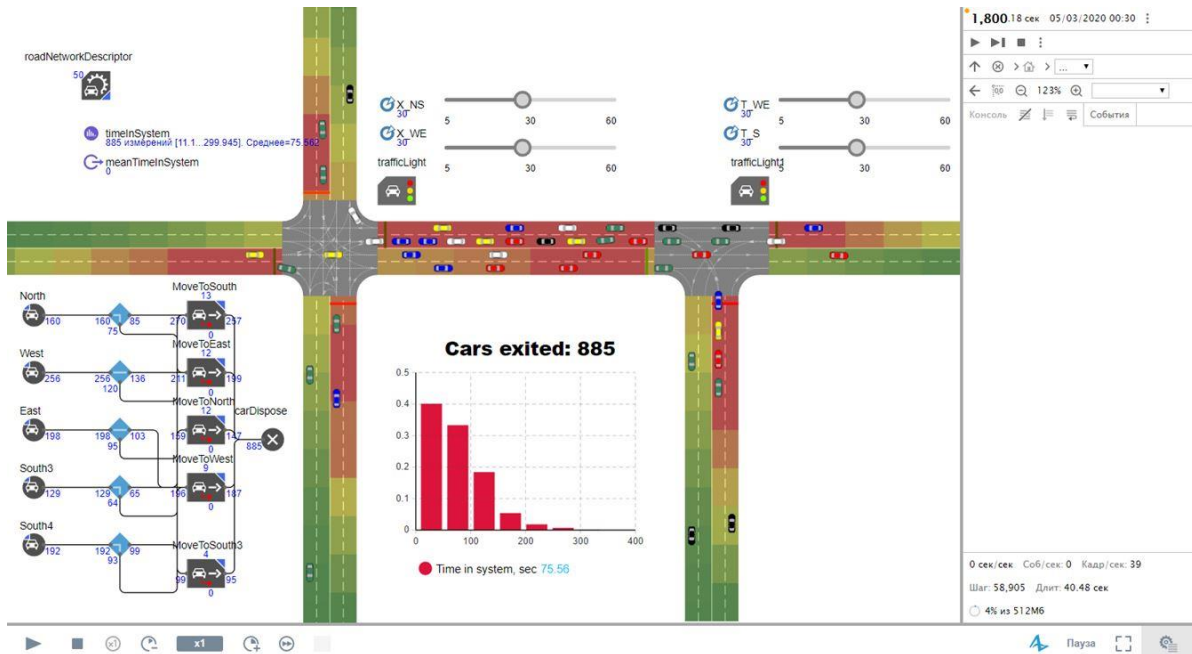 roadNetworkDescriptor
50
timeInSystem
885 измерений [11.1...299.945]. Среднее=75.562
meanTimeInSystem
0
X_NS
30
5 30 60
X_WE
30
5 30 60
trafficLight
T_WE
30
5 30 60
T_S
30
5 30 60
trafficLight1
North
160
160 85
75
MoveToSouth
13
270 257
0
West
256
256 136
120
MoveToEast
12
211 199
0
East
198
198 103
95
MoveToNorth
12
159 147
0
carDispose
885
South3
129
129 65
64
MoveToWest
9
196 187
0
South4
192
192 99
93
MoveToSouth3
4
99 95
0
Cars exited: 885
0.5
0.4
0.3
0.2
0.1
0
0 100 200 300 400
Time in system, sec 75.56
1,800.18 сек 05/03/2020 00:30
...
123%
Консоль События
0 сек/сек Соб/сек: 0 Кадр/сек: 39
Шаг: 58,905 Длит: 40.48 сек
4% из 512Мб
x1
x1
Пауза